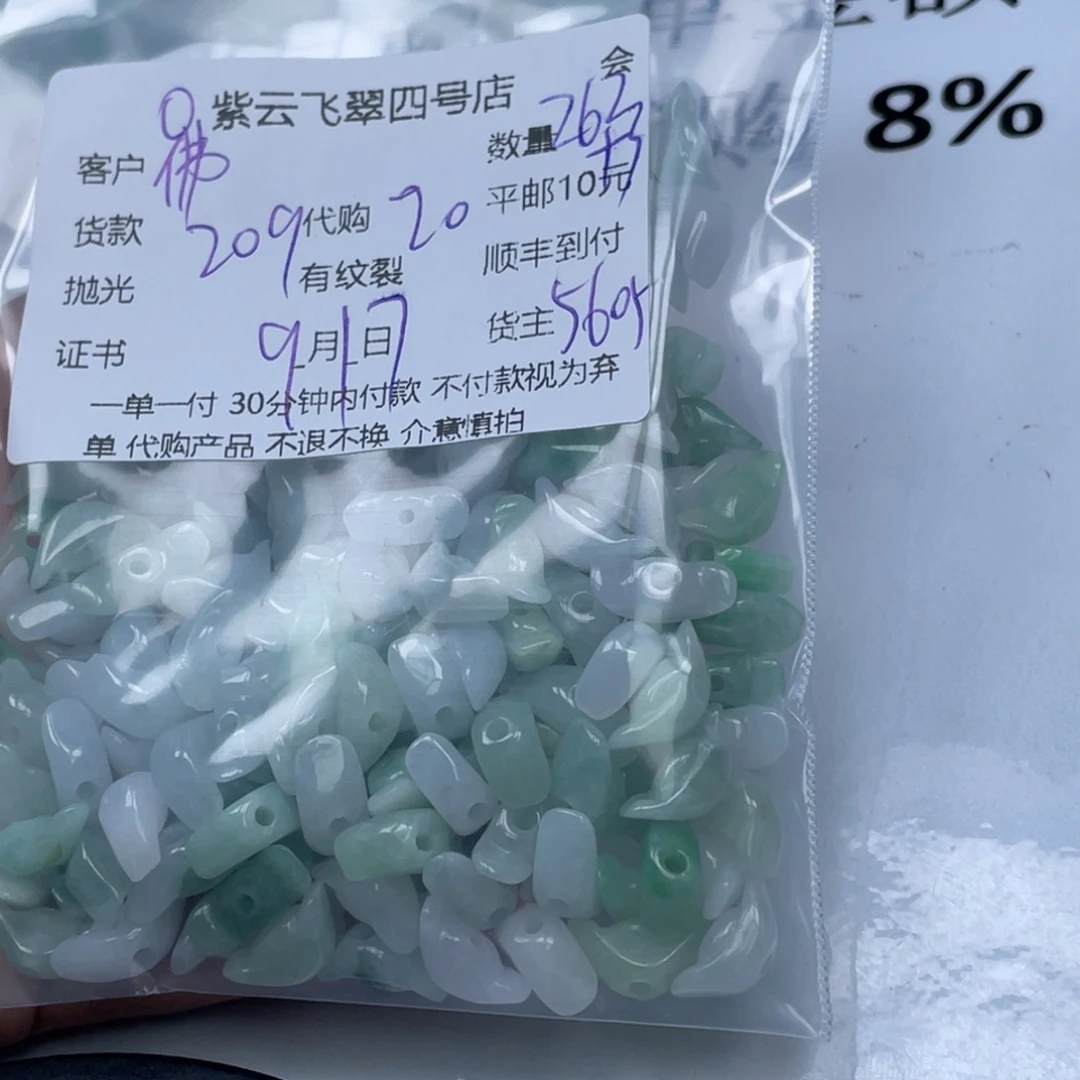 会
紫云飞翠四号店
客户 佛 数量 262
货款 209 代购 20 平邮10元
抛光 有纹裂 顺丰到付
证书 9月17日 货主 5695
一单一付 30分钟内付款 不付款视为弃
单 代购产品 不退不换 介意慎拍
8%